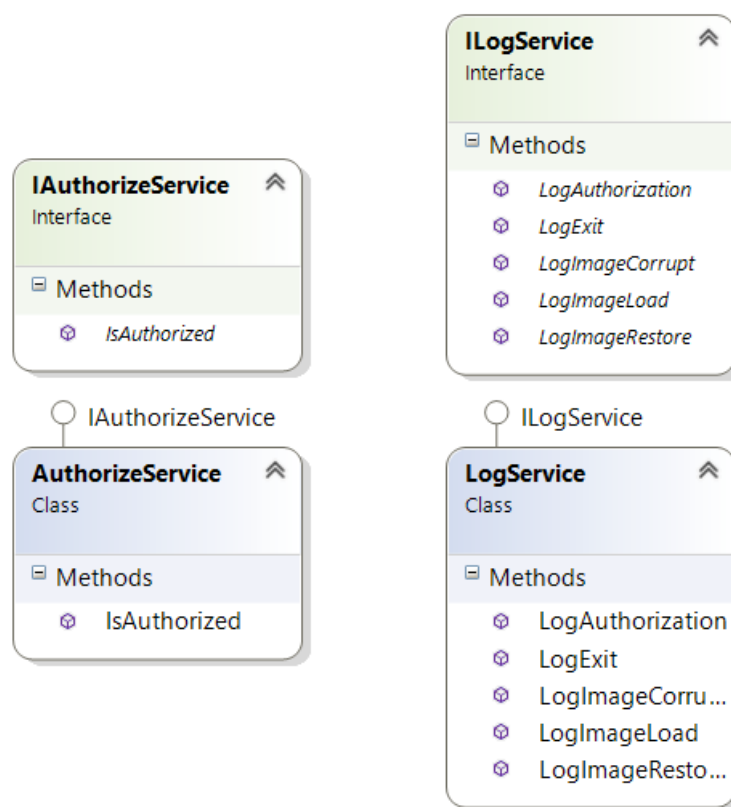 IAuthorizeService
Interface
Methods
IsAuthorized
IAuthorizeService
AuthorizeService
Class
Methods
IsAuthorized
ILogService
Interface
Methods
LogAuthorization
LogExit
LogImageCorrupt
LogImageLoad
LogImageRestore
ILogService
LogService
Class
Methods
LogAuthorization
LogExit
LogImageCorru...
LogImageLoad
LogImageResto...